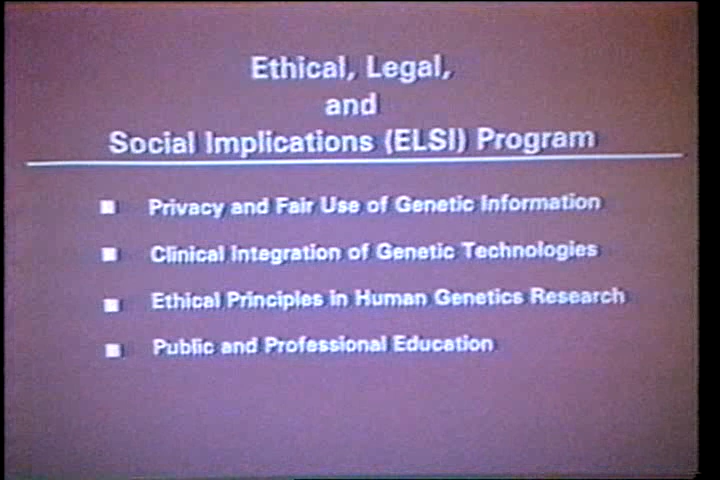 Ethical, Legal,
and
Social Implications (ELSI) Program
■ Privacy and Fair Use of Genetic Information
■ Clinical Integration of Genetic Technologies
■ Ethical Principles in Human Genetics Research
■ Public and Professional Education